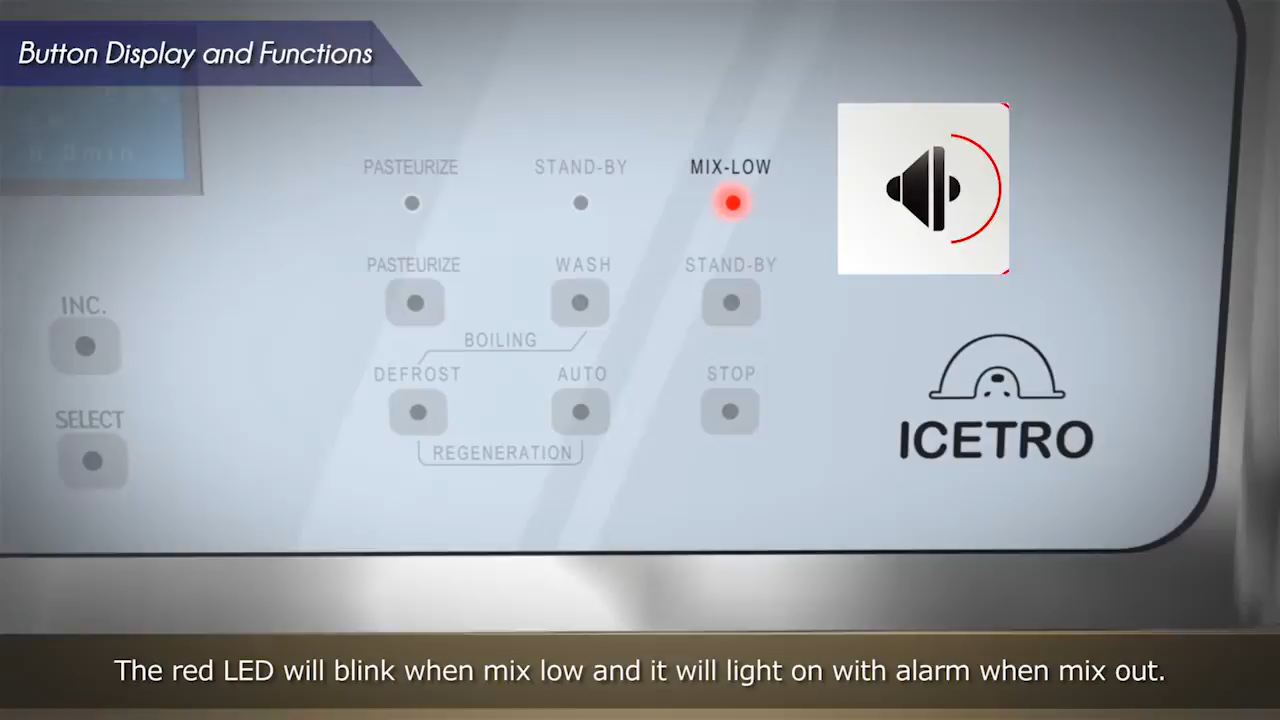 Button Display and Functions
PASTEURIZE
STAND-BY
MIX-LOW
PASTEURIZE
WASH
STAND-BY
INC.
BOILING
DEFROST
AUTO
STOP
SELECT
REGENERATION
ICETRO
The red LED will blink when mix low and it will light on with alarm when mix out.